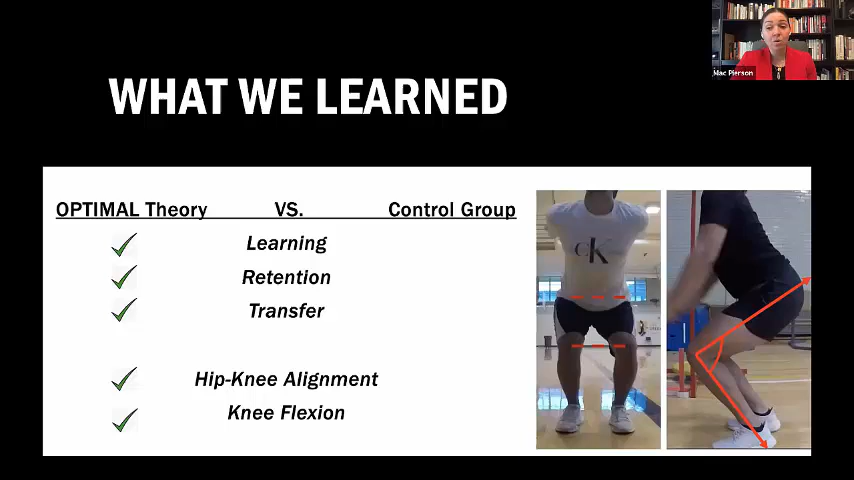 Mac Pierson
WHAT WE LEARNED
OPTIMAL Theory VS. Control Group
Learning
Retention
Transfer
Hip-Knee Alignment
Knee Flexion
CK